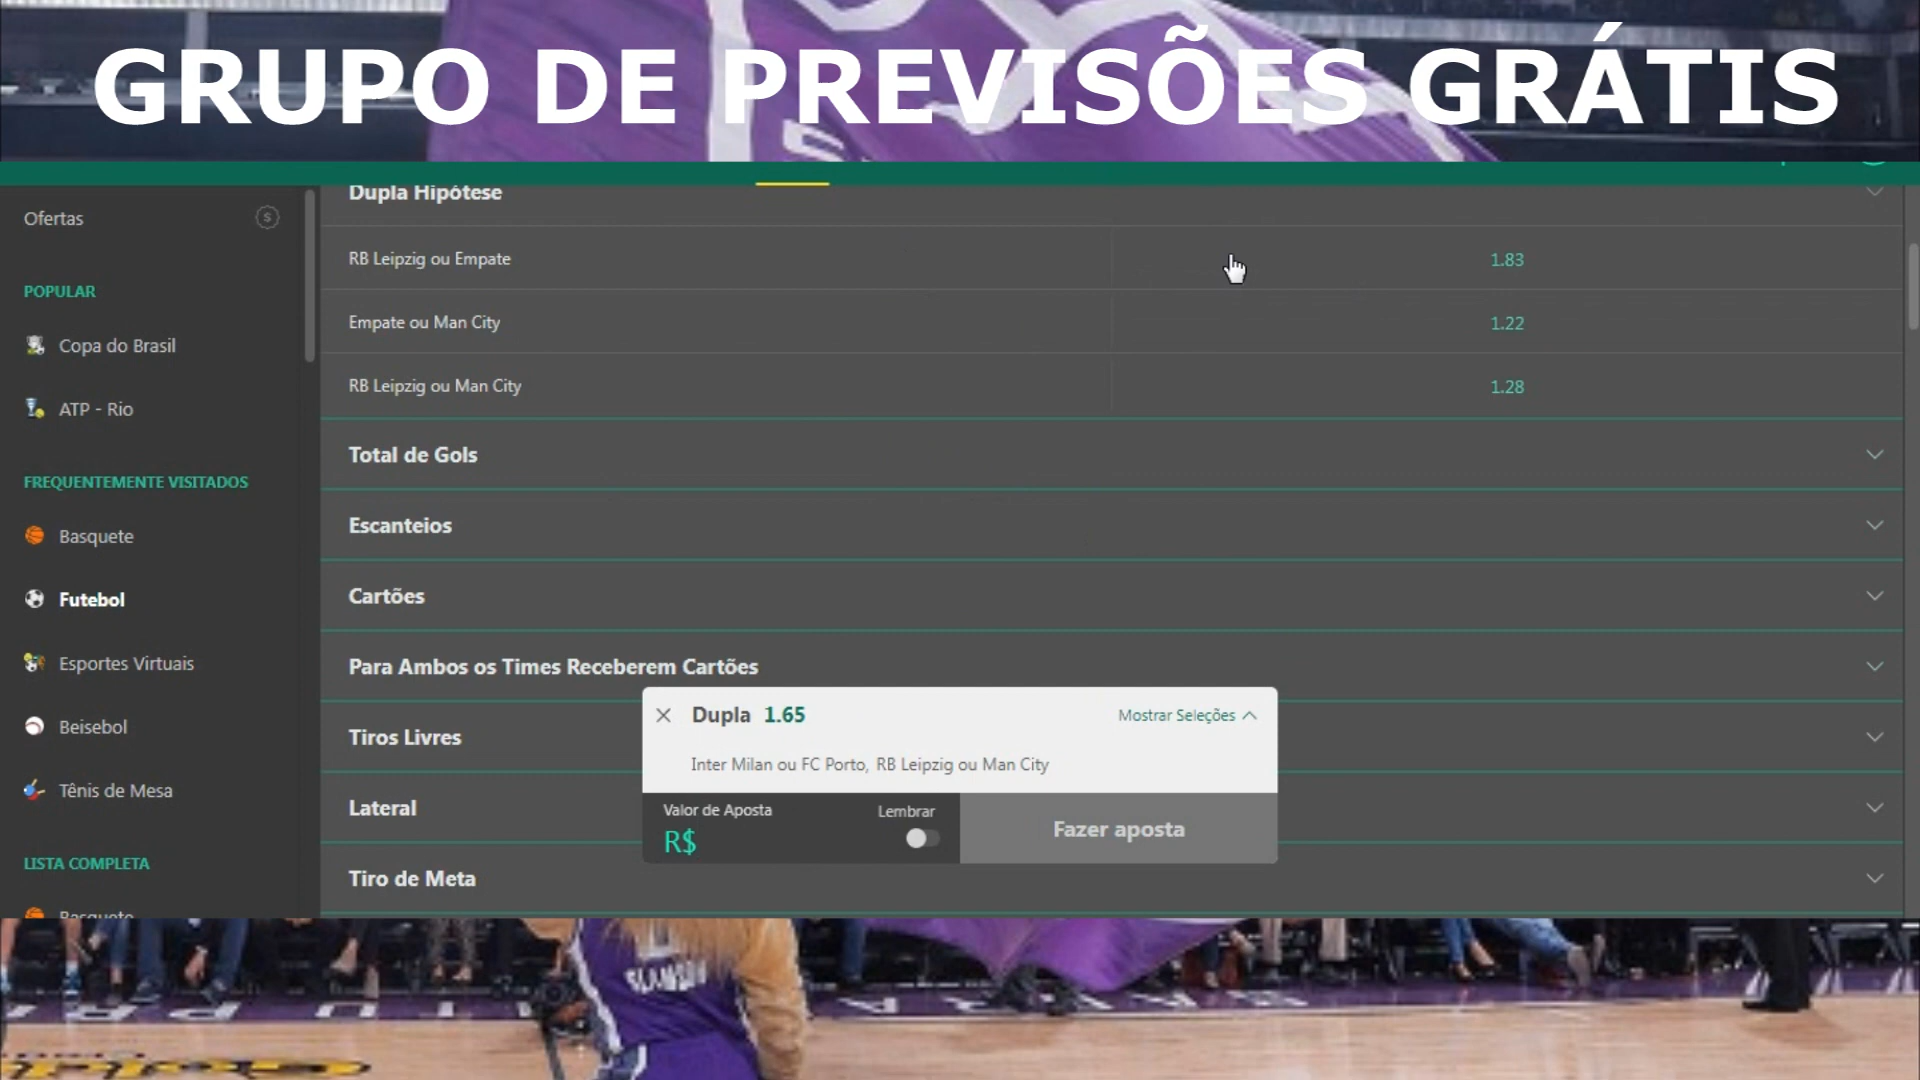 GRUPO DE PREVISÕES GRÁTIS
Ofertas
POPULAR
Copa do Brasil
ATP - Rio
FREQUENTEMENTE VISITADOS
Basquete
Futebol
Esportes Virtuais
Beisebol
Tênis de Mesa
LISTA COMPLETA
Basquete
Dupla Hipótese
RB Leipzig ou Empate 1.83
Empate ou Man City 1.22
RB Leipzig ou Man City 1.28
Total de Gols
Escanteios
Cartões
Para Ambos os Times Receberem Cartões
Tiros Livres
Lateral
Tiro de Meta
Dupla 1.65 Mostrar Seleções
Inter Milan ou FC Porto, RB Leipzig ou Man City
Valor de Aposta Lembrar
R$
Fazer aposta